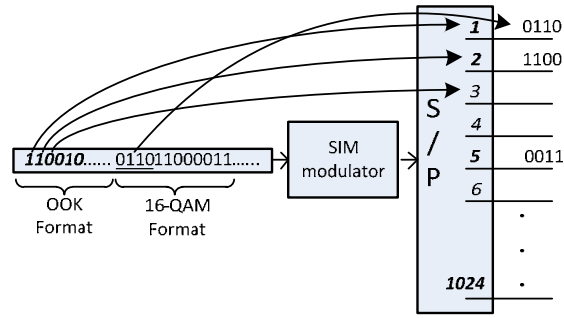 1 0110
2 1100
3
S / P
4
110010...... 011011000011......
SIM modulator
5 0011
6
OOK Format
16-QAM Format
.
.
1024 .